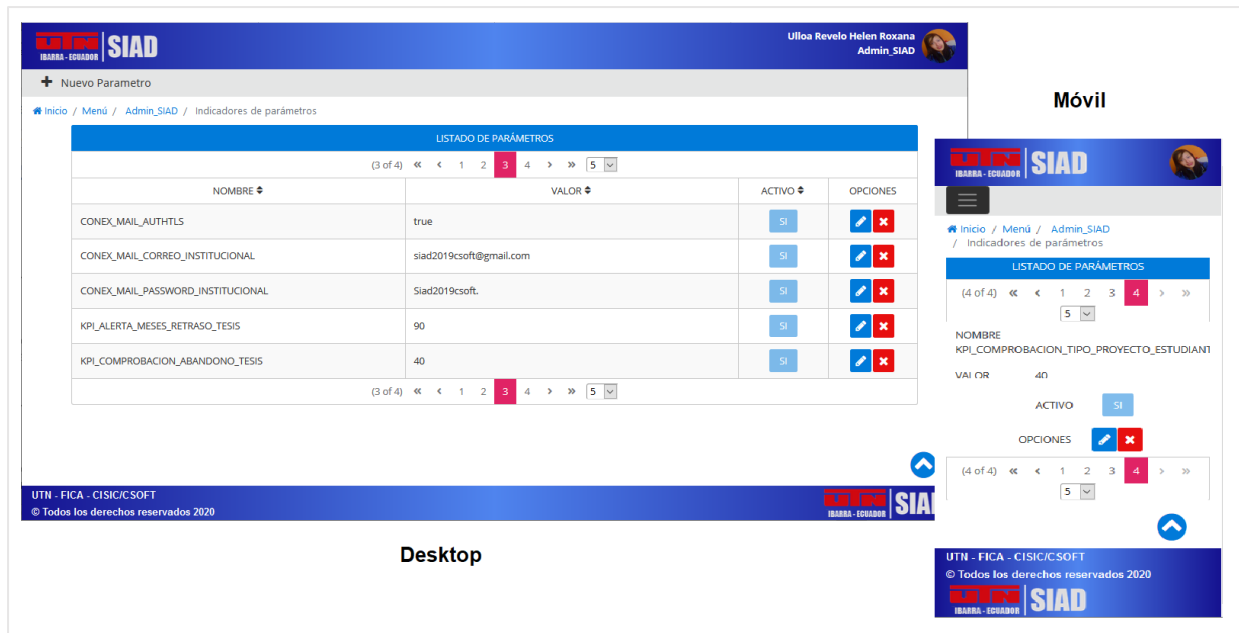 UTN
IBARRA - ECUADOR
SIAD
Ulloa Revelo Helen Roxana
Admin_SIAD
Nuevo Parametro
Inicio / Menú / Admin_SIAD / Indicadores de parámetros
LISTADO DE PARÁMETROS
(3 of 4) 1 2 3 4 5
NOMBRE VALOR ACTIVO OPCIONES
CONEX_MAIL_AUTHTLS true SI
CONEX_MAIL_CORREO_INSTITUCIONAL siad2019csoft@gmail.com SI
CONEX_MAIL_PASSWORD_INSTITUCIONAL Siad2019csoft. SI
KPI_ALERTA_MESES_RETRASO_TESIS 90 SI
KPI_COMPROBACION_ABANDONO_TESIS 40 SI
(3 of 4) 1 2 3 4 5
UTN - FICA - CISIC/CSOFT
© Todos los derechos reservados 2020
UTN
IBARRA - ECUADOR
SIA
Desktop
Móvil
UTN
IBARRA - ECUADOR
SIAD
Inicio / Menú / Admin_SIAD
/ Indicadores de parámetros
LISTADO DE PARÁMETROS
(4 of 4) 1 2 3 4
5
NOMBRE
KPI_COMPROBACION_TIPO_PROYECTO_ESTUDIANT
VALOR 40
ACTIVO SI
OPCIONES
(4 of 4) 1 2 3 4
5
UTN - FICA - CISIC/CSOFT
© Todos los derechos reservados 2020
UTN
IBARRA - ECUADOR
SIAD